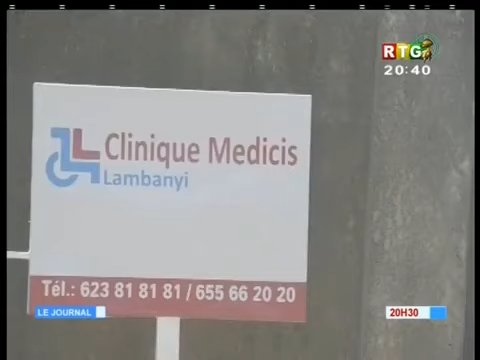 RTG
20:40
Clinique Medicis
Lambanyi
Tél.: 623 81 81 81 / 655 66 20 20
LE JOURNAL
20H30